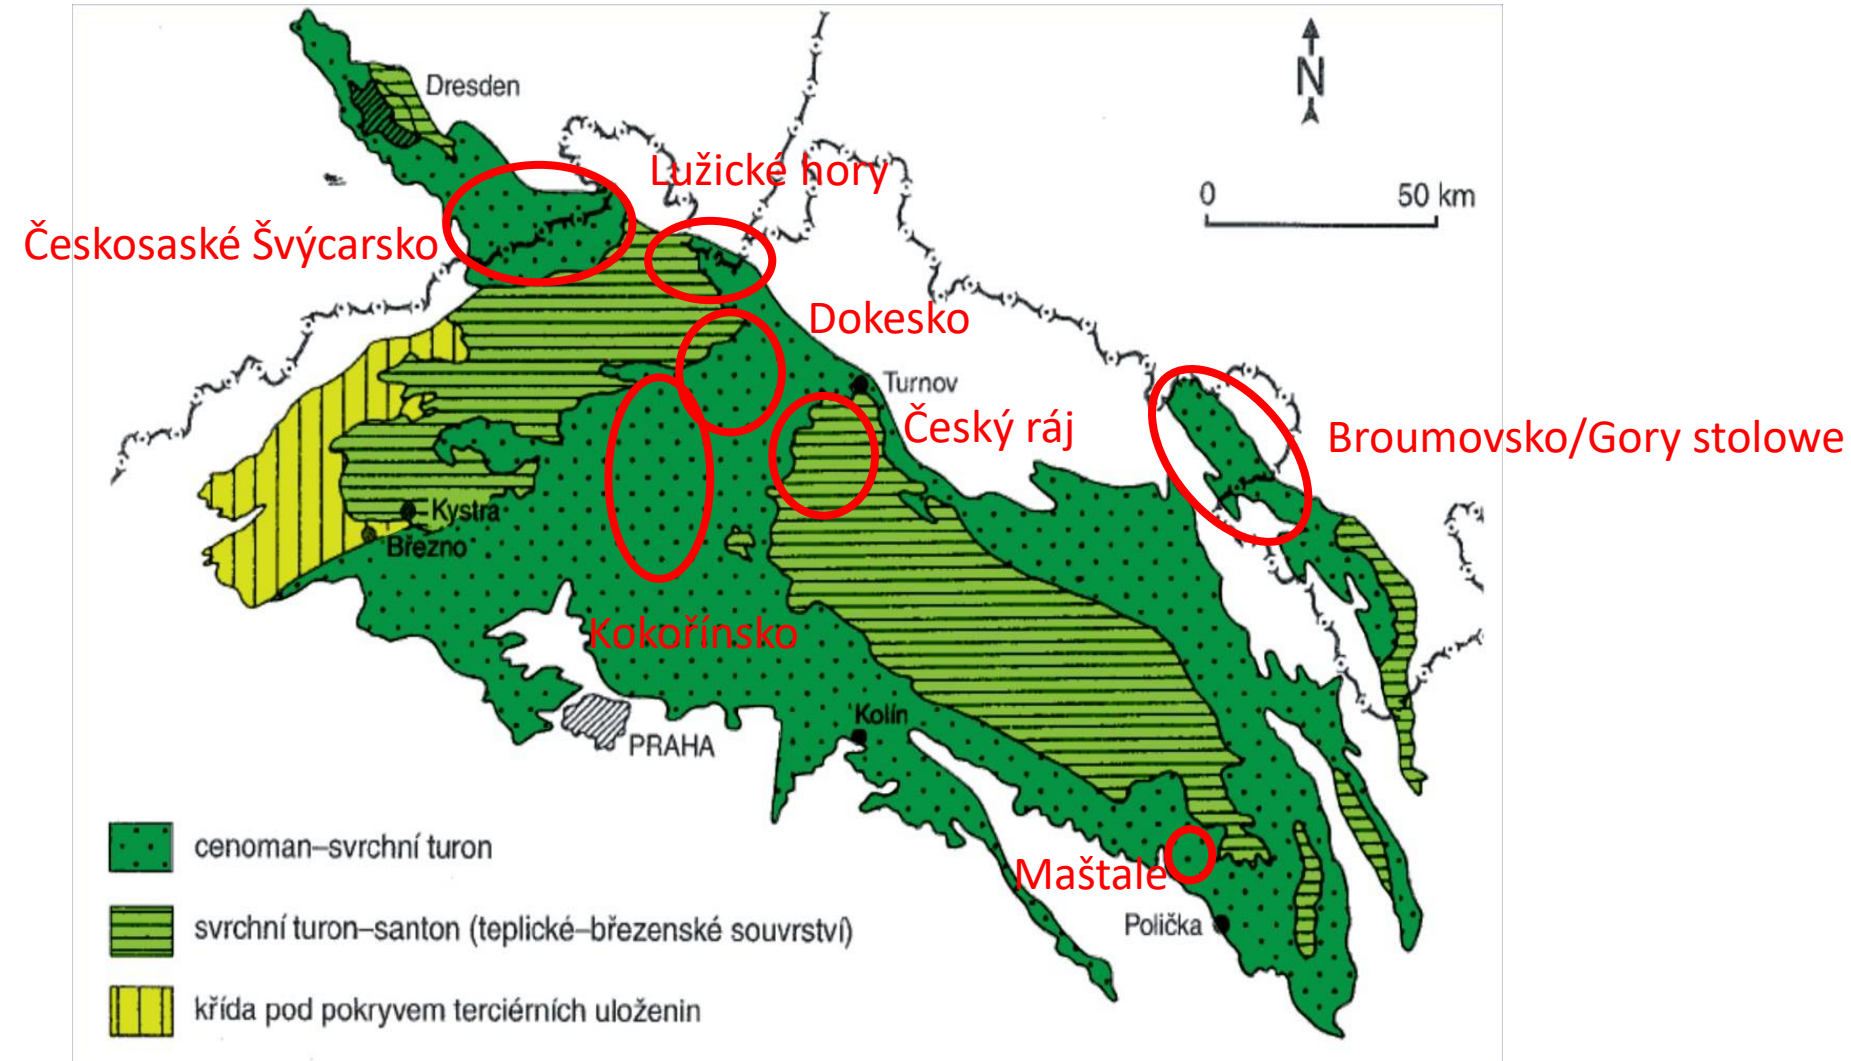 Dresden
N
Lužické hory
0 50 km
Českosaské Švýcarsko
Dokesko
Turnov
Český ráj
Broumovsko/Gory stolowe
Kystra
Březno
Kokořínsko
Kolín
PRAHA
cenoman–svrchní turon
Maštale
Polička
svrchní turon–santon (teplické–březenské souvrství)
křída pod pokryvem terciérních uloženin